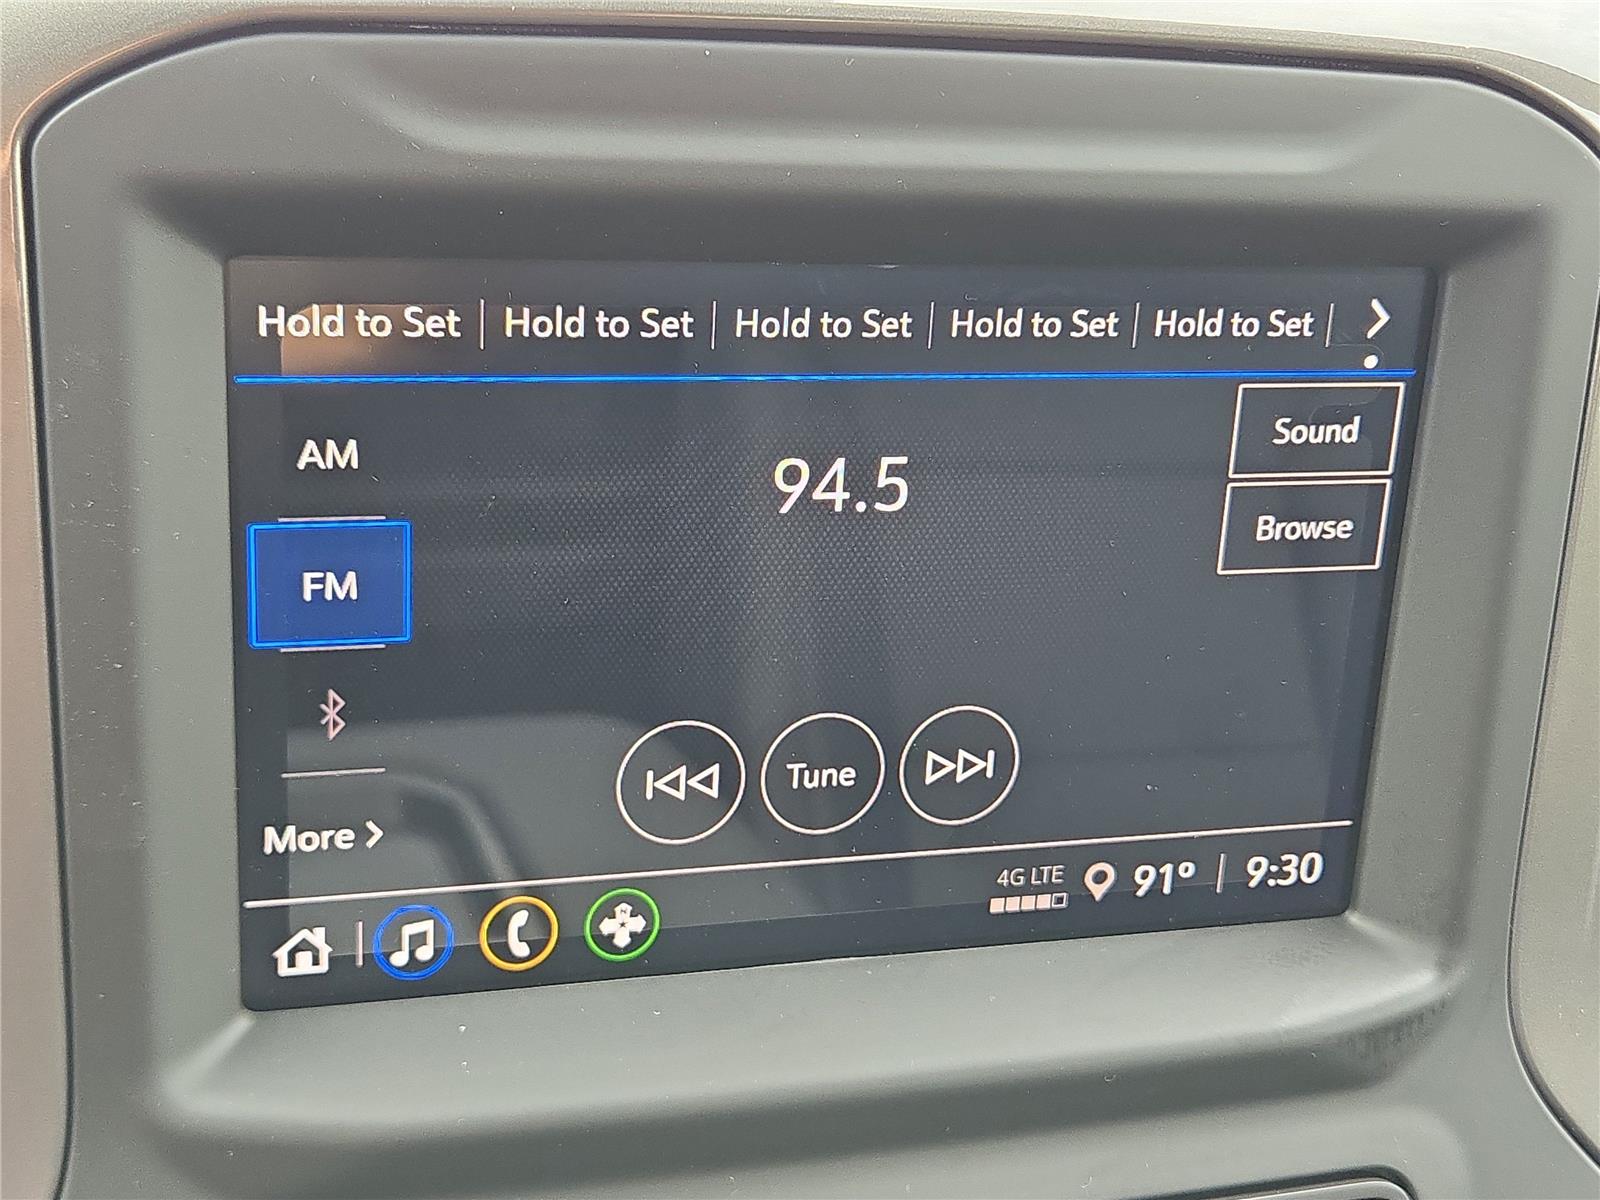 Hold to Set Hold to Set Hold to Set Hold to Set Hold to Set
Sound
AM
94.5
Browse
FM
Tune
More
4G LTE 91° 9:30